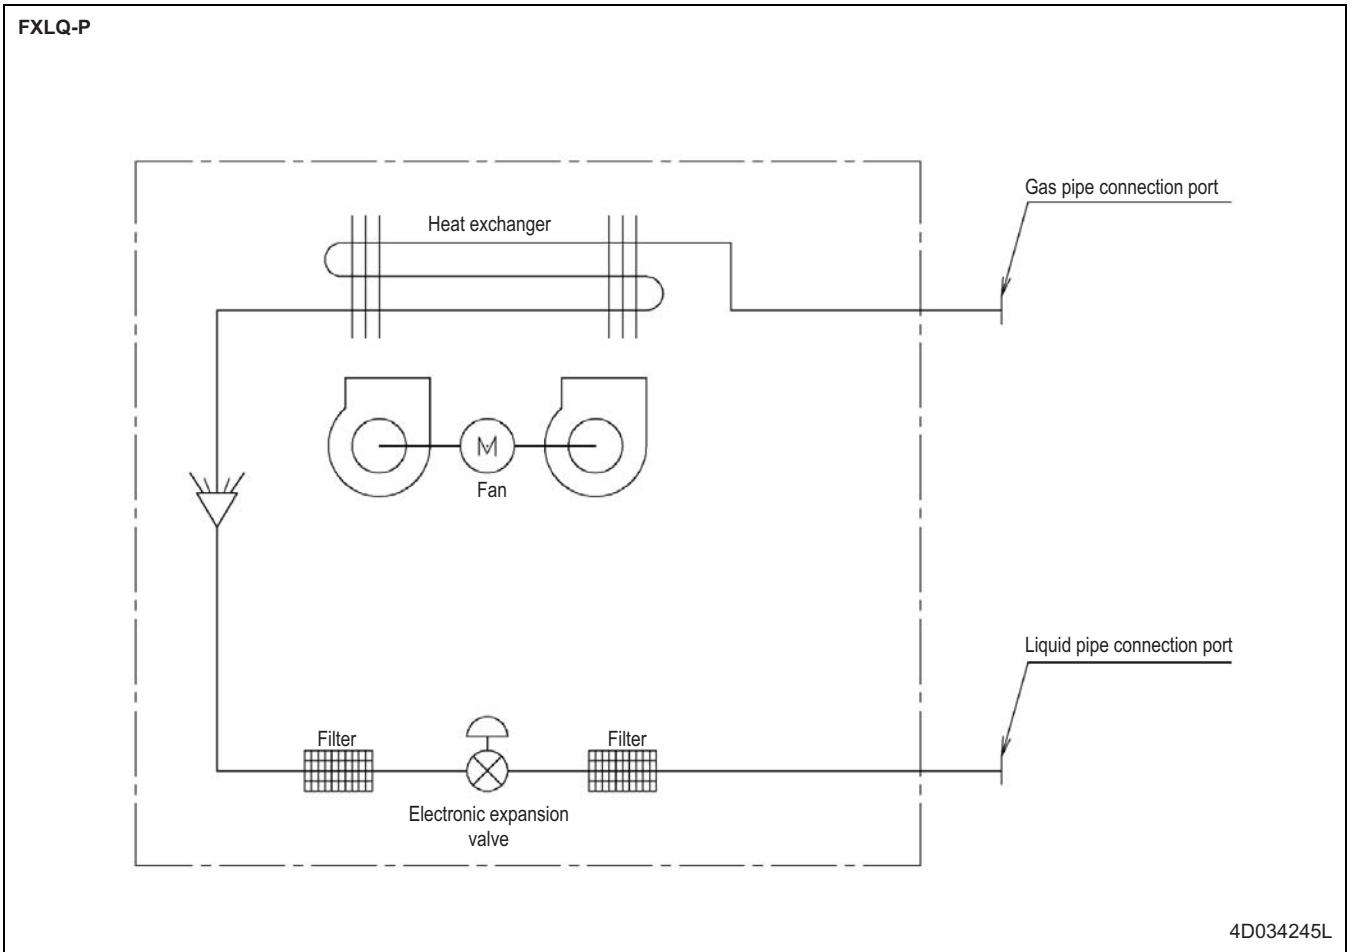 FXLQ-P
Gas pipe connection port
Heat exchanger
M
Fan
Liquid pipe connection port
Filter
Filter
Electronic expansion
valve
4D034245L